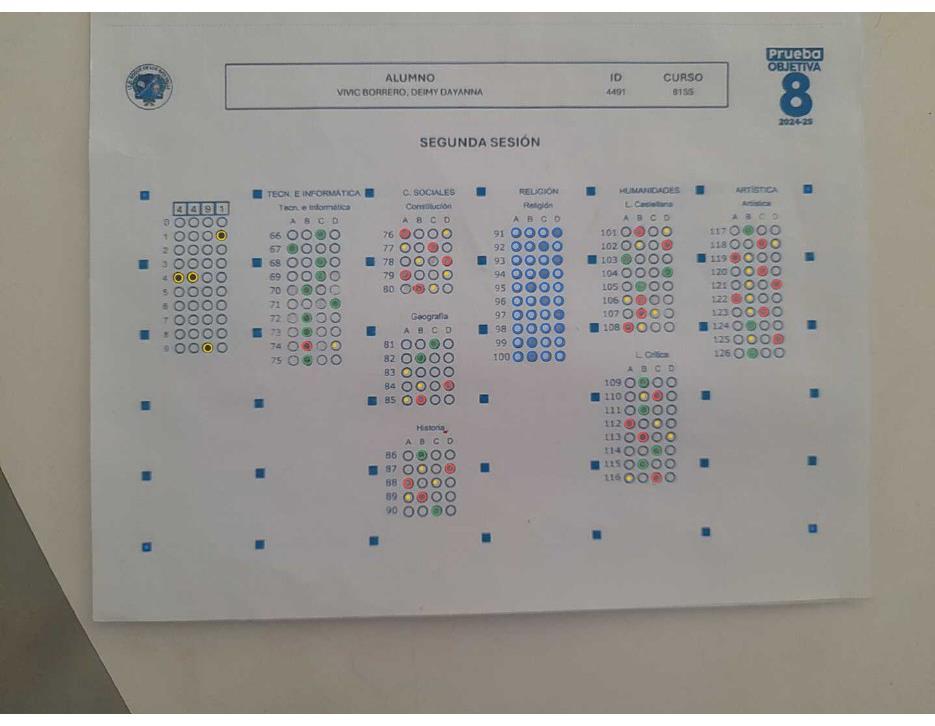 Prueba
OBJETIVA
8
2024-25
ALUMNO ID CURSO
VIVIC BORRERO, DEIMY DAYANNA 4491 8155
SEGUNDA SESIÓN
4 4 9 1
0
1
2
3
4
5
6
7
8
9
TECN. E INFORMÁTICA
Tecn. e Informática
A B C D
66
67
68
69
70
71
72
73
74
75
C. SOCIALES
Constitución
A B C D
76
77
78
79
80
Geografía
A B C D
81
82
83
84
85
Historia
A B C D
86
87
88
89
90
RELIGIÓN
Religión
A B C D
91
92
93
94
95
96
97
98
99
100
HUMANIDADES
L. Castellana
A B C D
101
102
103
104
105
106
107
108
L. Crítica
A B C D
109
110
111
112
113
114
115
116
ARTÍSTICA
Artística
A B C D
117
118
119
120
121
122
123
124
125
126